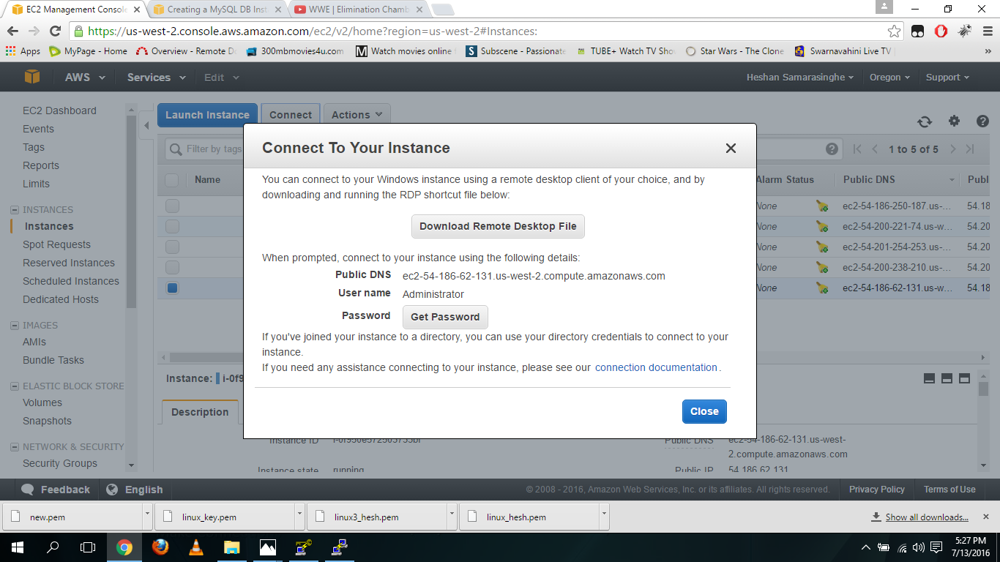 EC2 Management Console
Creating a MySQL DB Inst
WWE | Elimination Chamb
https://us-west-2.console.aws.amazon.com/ec2/v2/home?region=us-west-2#Instances:
Apps
MyPage - Home
Overview - Remote D
300mbmovies4u.com
Watch movies online f
Subscene - Passionate
TUBE+ Watch TV Sho
Star Wars - The Clone
Swarnavahini Live TV
»
AWS
Services
Edit
Heshan Samarasinghe
Oregon
Support
EC2 Dashboard
Events
Tags
Reports
Limits
INSTANCES
Instances
Spot Requests
Reserved Instances
Scheduled Instances
Dedicated Hosts
IMAGES
AMIs
Bundle Tasks
ELASTIC BLOCK STORE
Volumes
Snapshots
NETWORK & SECURITY
Security Groups
Launch Instance
Connect
Actions
Filter by tags
1 to 5 of 5
Name
Alarm Status
Public DNS
Publ
None
ec2-54-186-250-187.us-...
54.18
None
ec2-54-200-221-74.us-w...
54.20
None
ec2-54-201-254-253.us-...
54.20
None
ec2-54-200-238-210.us-...
54.20
None
ec2-54-186-62-131.us-w...
54.18
Connect To Your Instance
You can connect to your Windows instance using a remote desktop client of your choice, and by
downloading and running the RDP shortcut file below:
Download Remote Desktop File
When prompted, connect to your instance using the following details:
Public DNS ec2-54-186-62-131.us-west-2.compute.amazonaws.com
User name Administrator
Password Get Password
If you've joined your instance to a directory, you can use your directory credentials to connect to your
instance.
If you need any assistance connecting to your instance, please see our connection documentation.
Close
Instance: i-0f9
Description
Instance ID
Public DNS ec2-54-186-62-131.us-west-
2.compute.amazonaws.com
Instance state running
Public IP 54.186.62.131
Feedback
English
© 2008 - 2016, Amazon Web Services, Inc. or its affiliates. All rights reserved.
Privacy Policy
Terms of Use
new.pem
linux_key.pem
linux3_hesh.pem
linux_hesh.pem
Show all downloads...
5:27 PM
7/13/2016